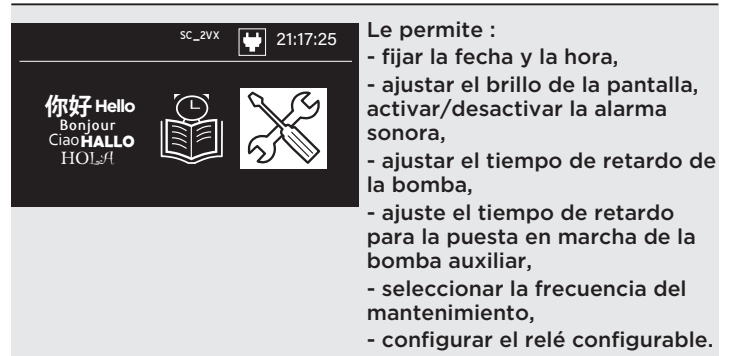 SC_2VX 21:17:25
你好 Hello
Bonjour
Ciao HALLO
HOLA
Le permite :
- fijar la fecha y la hora,
- ajustar el brillo de la pantalla,
activar/desactivar la alarma
sonora,
- ajustar el tiempo de retardo de
la bomba,
- ajuste el tiempo de retardo
para la puesta en marcha de la
bomba auxiliar,
- seleccionar la frecuencia del
mantenimiento,
- configurar el relé configurable.